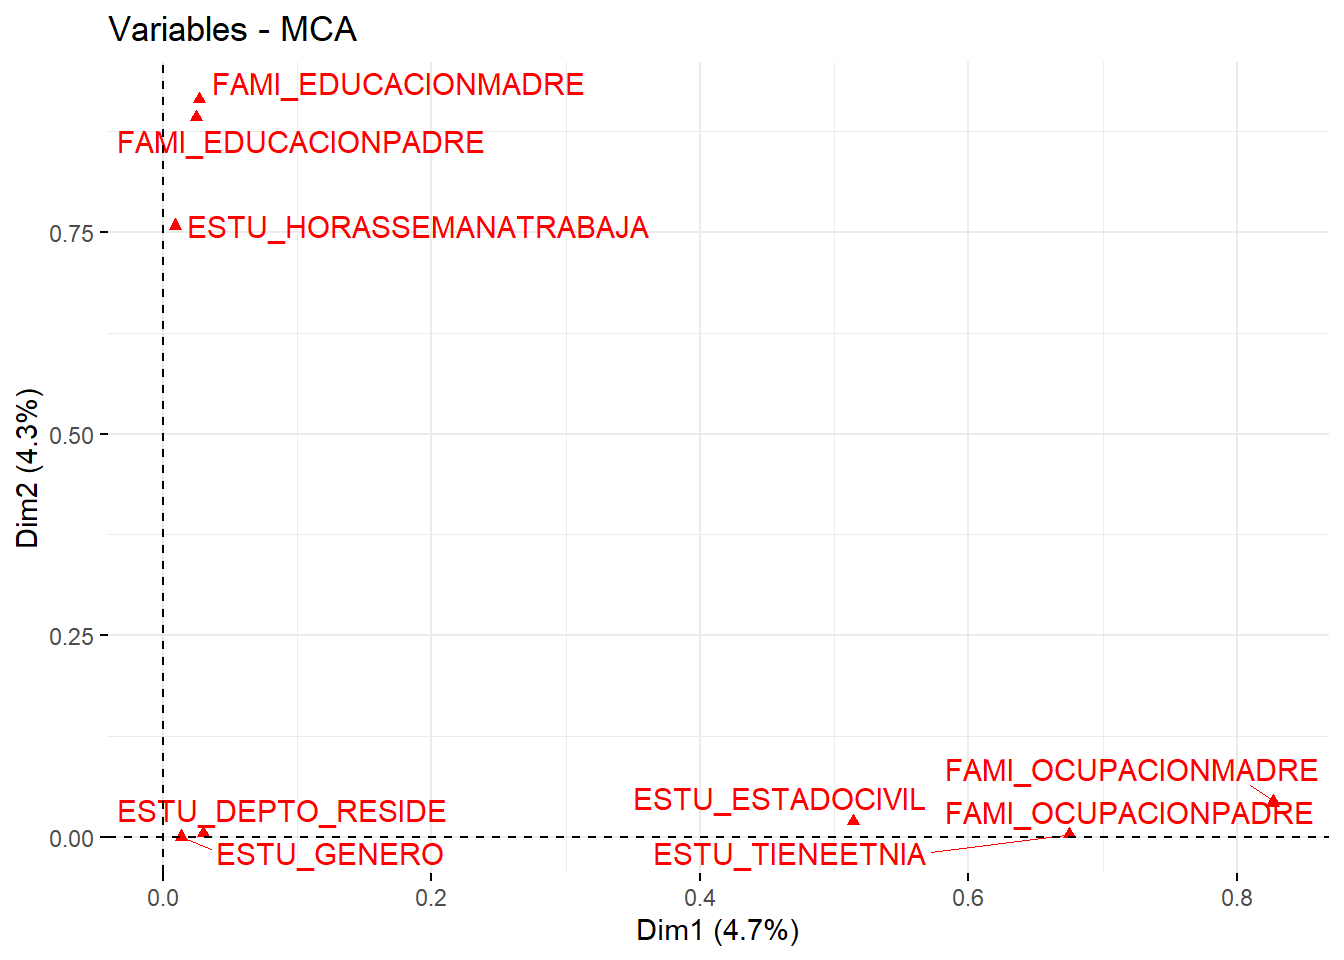 Variables - MCA
FAMI_EDUCACIONMADRE
FAMI_EDUCACIONPADRE
ESTU_HORASSEMANATRABAJA
0.75
0.50
0.25
0.00
Dim2 (4.3%)
FAMI_OCUPACIONMADRE
ESTU_ESTADOCIVIL
FAMI_OCUPACIONPADRE
ESTU_DEPTO_RESIDE
ESTU_GENERO
ESTU_TIENEETNIA
0.0 0.2 0.4 0.6 0.8
Dim1 (4.7%)